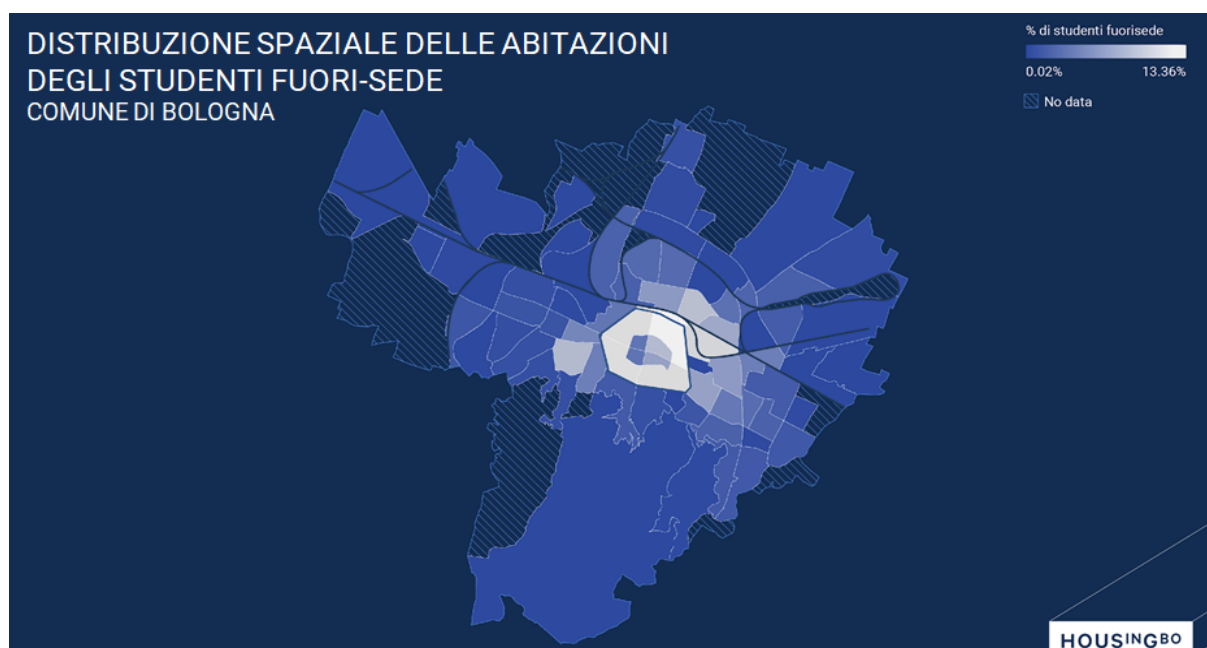 DISTRIBUZIONE SPAZIALE DELLE ABITAZIONI
DEGLI STUDENTI FUORI-SEDE
COMUNE DI BOLOGNA
% di studenti fuorisede
0.02% 13.36%
No data
HOUSINGBO